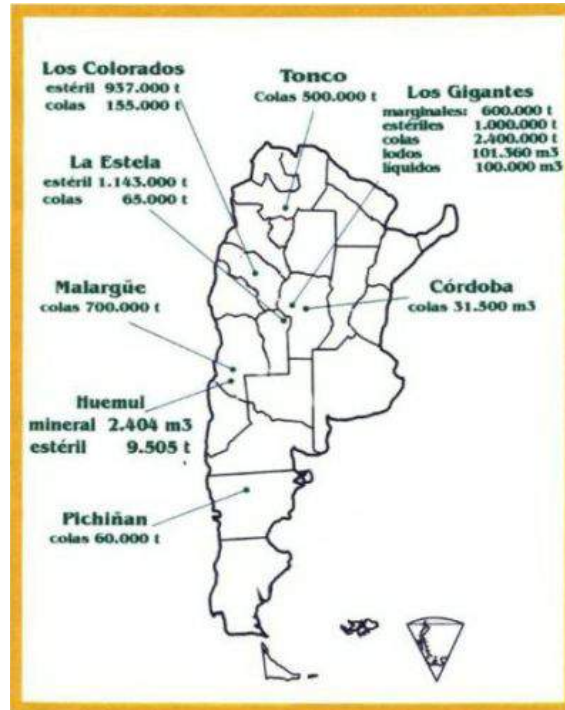 Los Colorados
estéril 937.000 t
colas 155.000 t
Tonco
Colas 500.000 t
Los Gigantes
marginales: 600.000 t
estériles 1.000.000 t
colas 2.400.000 t
lodos 101.360 m3
líquidos 100.000 m3
La Estela
estéril 1.143.000 t
colas 65.000 t
Malargüe
colas 700.000 t
Córdoba
colas 31.500 m3
Huemul
mineral 2.404 m3
estéril 9.505 t
Pichiñan
colas 60.000 t